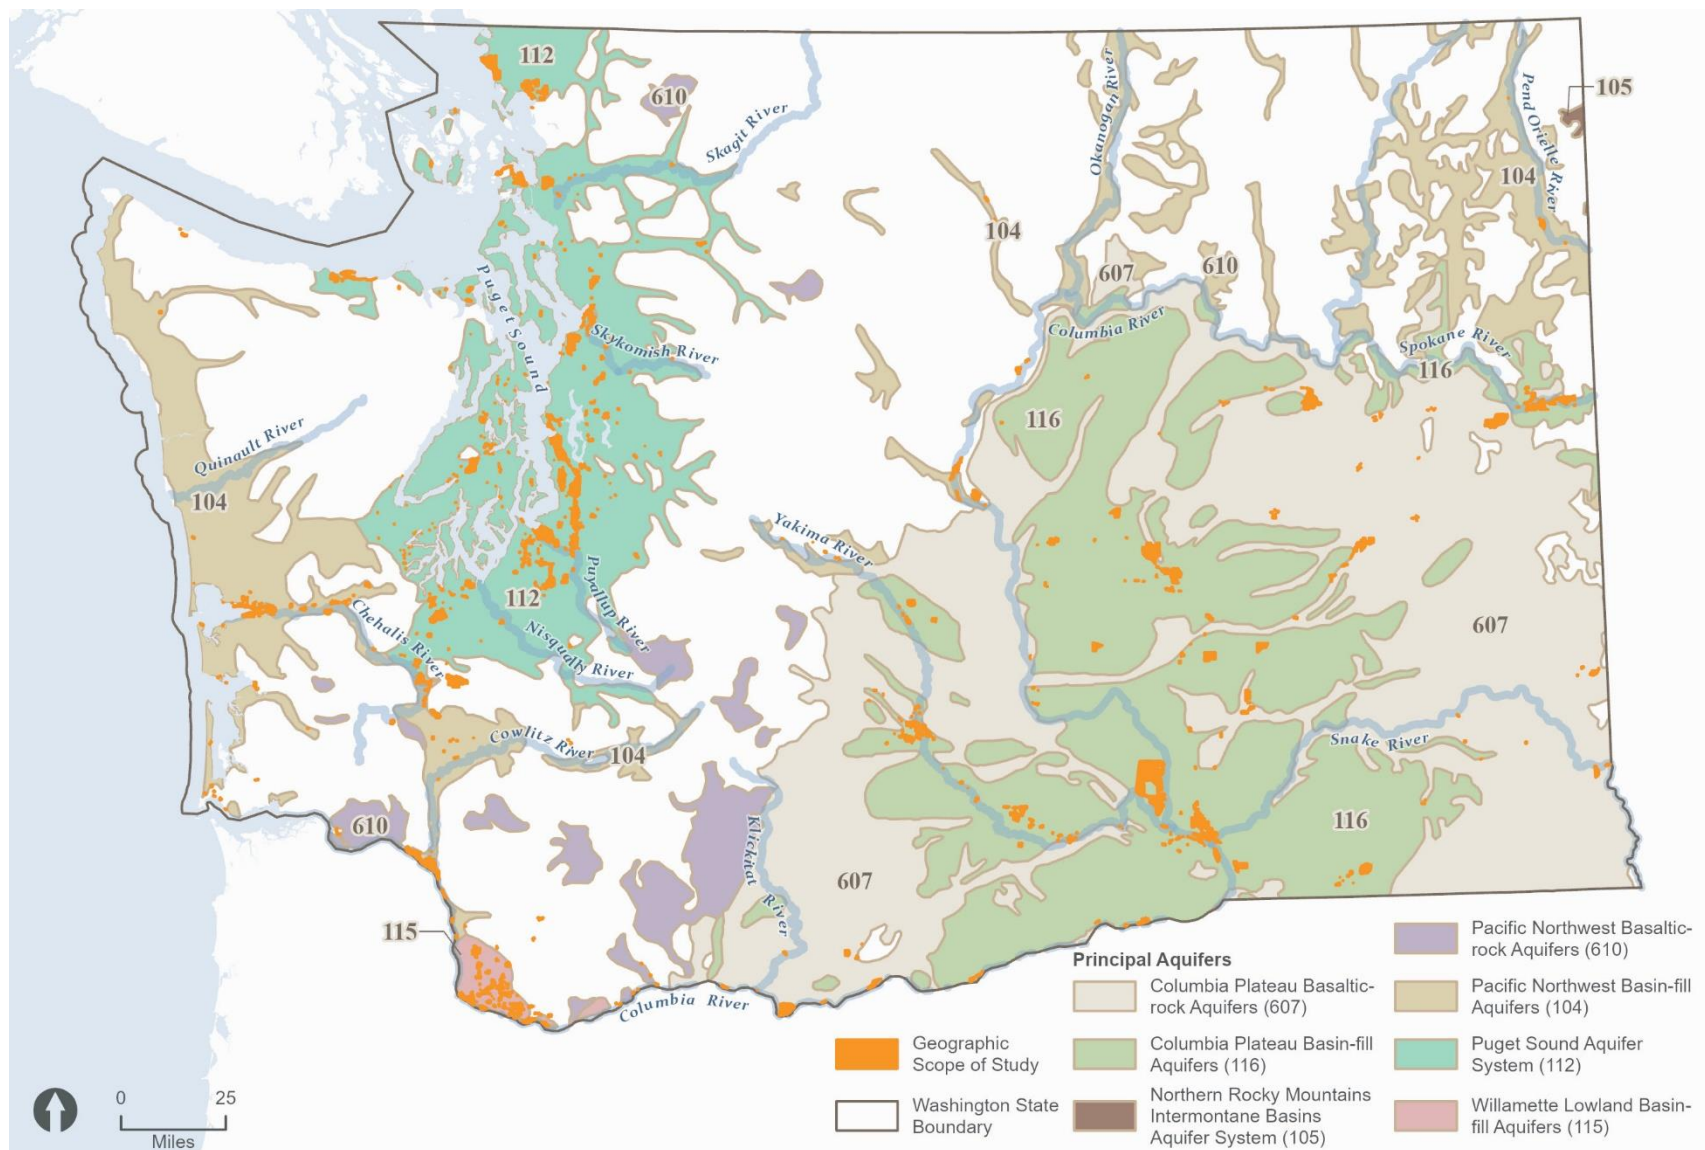 112
610
Skagit River
Okanogan River
Pend Orielle River
105
104
104
607
610
Puget Sound
Skykomish River
Columbia River
Spokane River
116
116
Quinault River
104
Yakima River
Puyallup River
112
Nisqually River
Chehalis River
607
Cowlitz River
104
Snake River
610
Klickitat River
116
607
115
Columbia River
Principal Aquifers
Columbia Plateau Basaltic-
rock Aquifers (607)
Pacific Northwest Basaltic-
rock Aquifers (610)
Pacific Northwest Basin-fill
Aquifers (104)
Geographic
Scope of Study
Columbia Plateau Basin-fill
Aquifers (116)
Puget Sound Aquifer
System (112)
Washington State
Boundary
Northern Rocky Mountains
Intermontane Basins
Aquifer System (105)
Willamette Lowland Basin-
fill Aquifers (115)
0 25
Miles